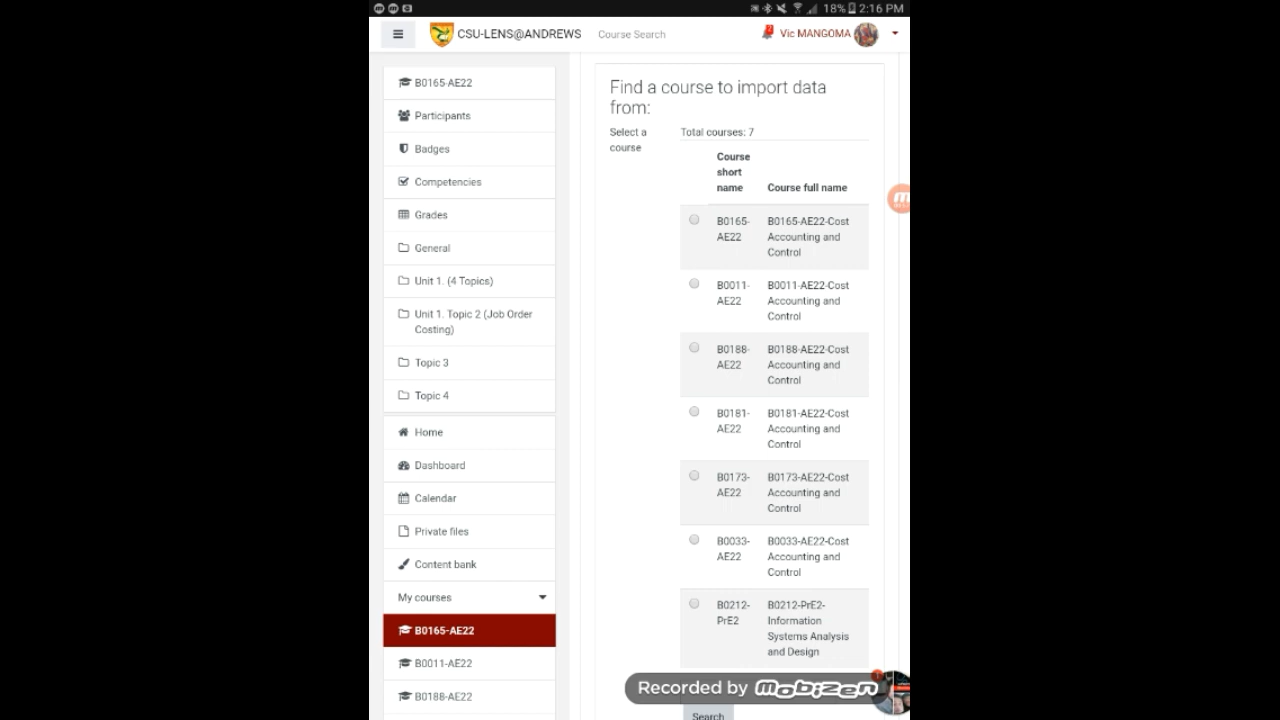 18% 2:16 PM
CSU-LENS@ANDREWS Course Search Vic MANGOMA
B0165-AE22
Participants
Badges
Competencies
Grades
General
Unit 1. (4 Topics)
Unit 1. Topic 2 (Job Order
Costing)
Topic 3
Topic 4
Home
Dashboard
Calendar
Private files
Content bank
My courses
B0165-AE22
B0011-AE22
B0188-AE22
Find a course to import data
from:
Select a
course
Total courses: 7
Course
short
name
Course full name
B0165-
AE22
B0165-AE22-Cost
Accounting and
Control
B0011-
AE22
B0011-AE22-Cost
Accounting and
Control
B0188-
AE22
B0188-AE22-Cost
Accounting and
Control
B0181-
AE22
B0181-AE22-Cost
Accounting and
Control
B0173-
AE22
B0173-AE22-Cost
Accounting and
Control
B0033-
AE22
B0033-AE22-Cost
Accounting and
Control
B0212-
PrE2
B0212-PrE2-
Information
Systems Analysis
and Design
Recorded by Mobizen
Search